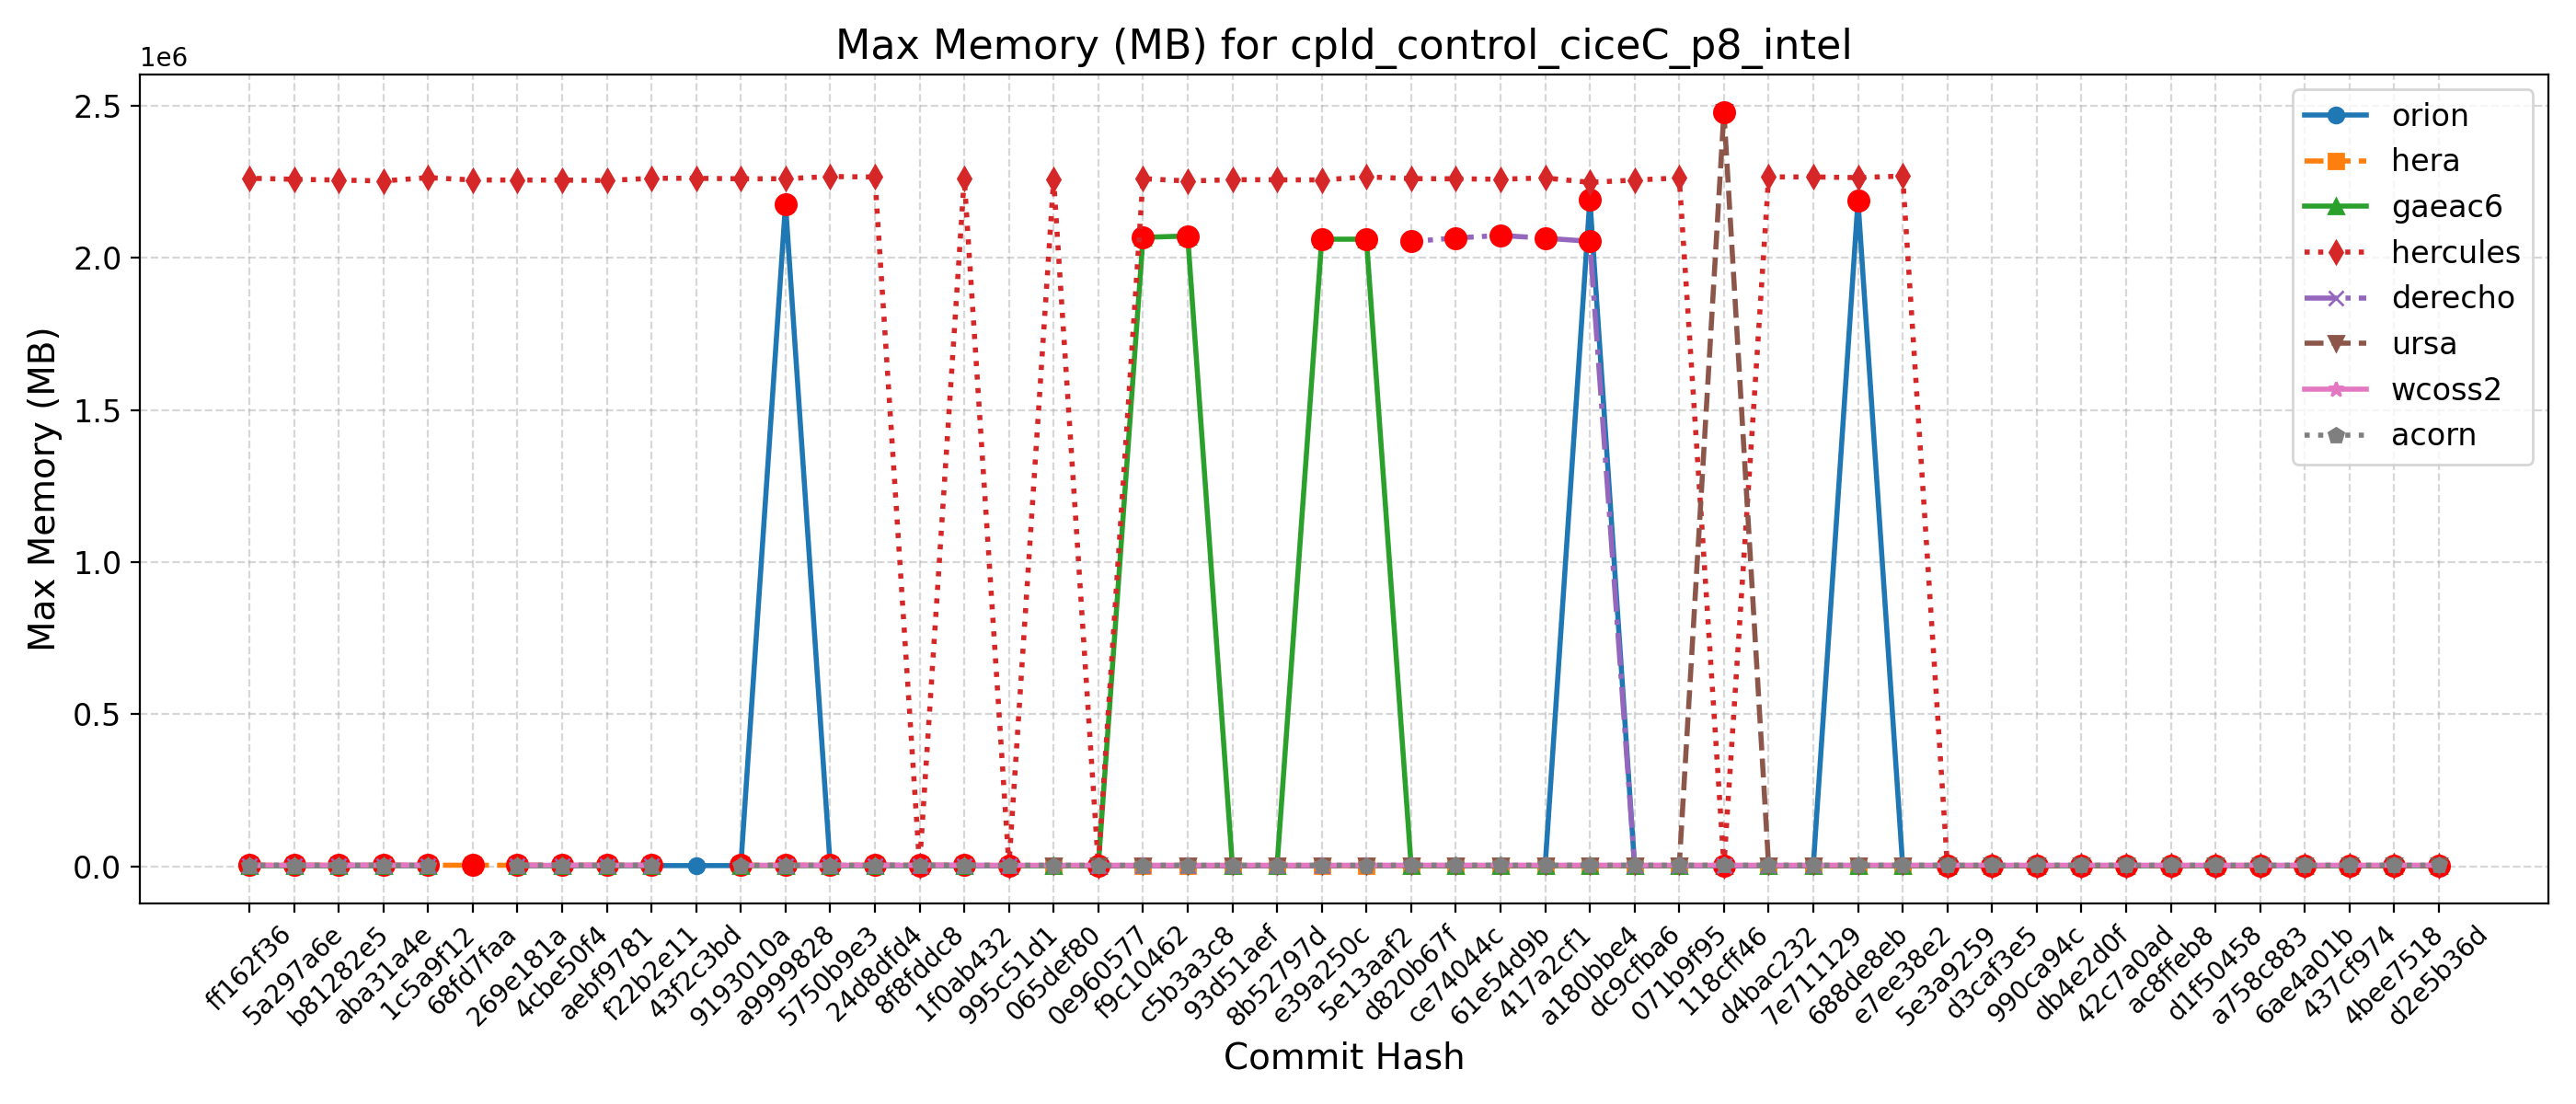 Max Memory (MB) for cpld_control_ciceC_p8_intel
1e6
2.5
2.0
1.5
1.0
0.5
0.0
Max Memory (MB)
orion
hera
gaeac6
hercules
derecho
ursa
wcoss2
acorn
ff162f36
5a297a6e
b81282e5
aba31a4e
1c5a9f12
68fd7faa
269e181a
4cbe50f4
aebf9781
f22b2e11
43f2c3bd
9193010a
a9999828
5750b9e3
24d8dfd4
8f8fddc8
1f0ab432
995c51d1
065def80
0e960577
f9c10462
c5b3a3c8
93d51aef
8b52797d
e39a250c
5e13aaf2
d820b67f
ce74044c
61e54d9b
417a2cf1
a180bbe4
dc9cfba6
071b9f95
118cff46
d4bac232
7e711129
688de8eb
e7ee38e2
5e3a9259
d3caf3e5
990ca94c
db4e2d0f
42c7a0ad
ac8ffeb8
d1f50458
a758c883
6ae4a01b
437cf974
4bee7518
d2e5b36d
Commit Hash